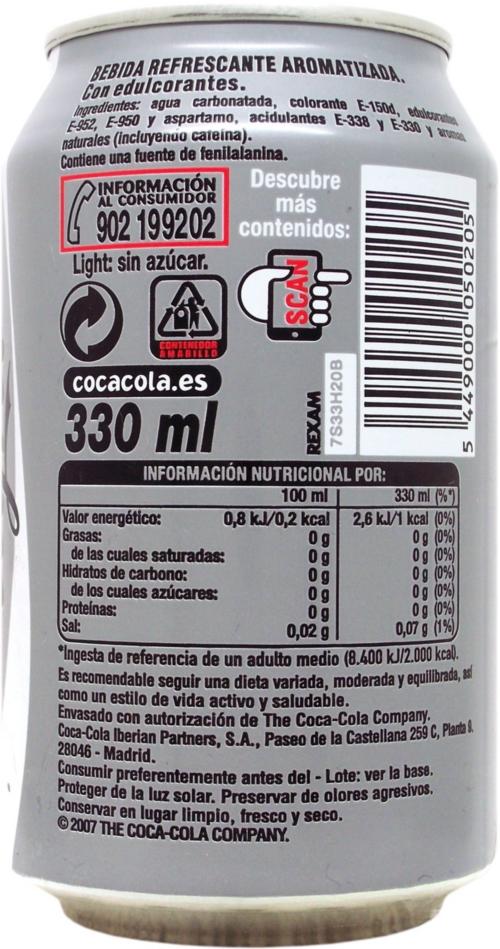 BEBIDA REFRESCANTE AROMATIZADA.
Con edulcorantes.
Ingredientes: agua carbonatada, colorante E-150d, edulcorantes
E-952, E-950 y aspartamo, acidulantes E-338 y E-330 y aromas
naturales (incluyendo cafeína).
Contiene una fuente de fenilalanina.
INFORMACIÓN
AL CONSUMIDOR
902 199202
Descubre
más
contenidos:
SCAN
Light: sin azúcar.
CONTENEDOR
AMARILLO
cocacola.es
330 ml
REXAM
7S33H20B
5 449000 050205
INFORMACIÓN NUTRICIONAL POR:
100 ml 330 ml (%*)
Valor energético: 0,8 kJ/0,2 kcal 2,6 kJ/1 kcal (0%)
Grasas: 0 g 0 g (0%)
de las cuales saturadas: 0 g 0 g (0%)
Hidratos de carbono: 0 g 0 g (0%)
de los cuales azúcares: 0 g 0 g (0%)
Proteínas: 0 g 0 g (0%)
Sal: 0,02 g 0,07 g (1%)
*Ingesta de referencia de un adulto medio (8.400 kJ/2.000 kcal).
Es recomendable seguir una dieta variada, moderada y equilibrada, así
como un estilo de vida activo y saludable.
Envasado con autorización de The Coca-Cola Company.
Coca-Cola Iberian Partners, S.A., Paseo de la Castellana 259 C, Planta 9.
28046 - Madrid.
Consumir preferentemente antes del - Lote: ver la base.
Proteger de la luz solar. Preservar de olores agresivos.
Conservar en lugar limpio, fresco y seco.
© 2007 THE COCA-COLA COMPANY.